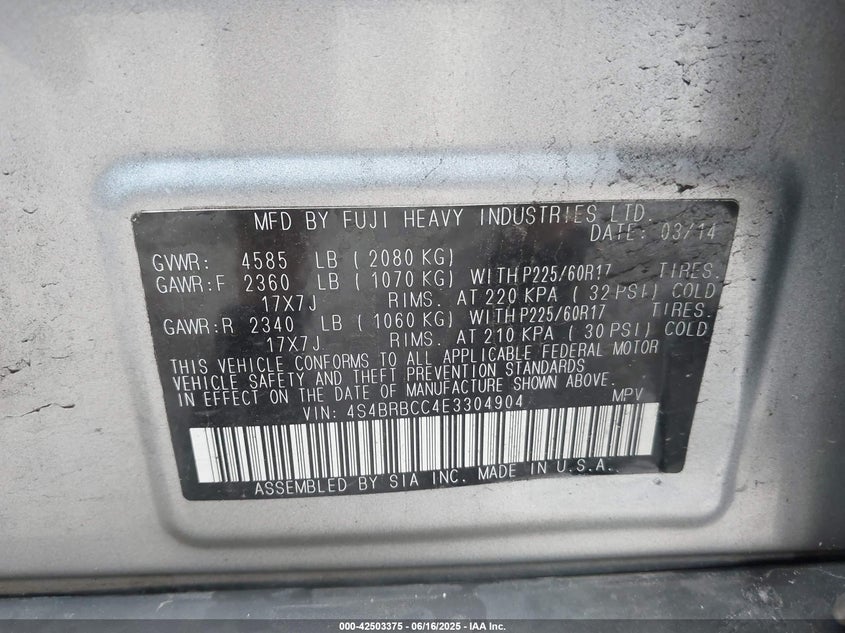 MFD BY FUJI HEAVY INDUSTRIES LTD.
DATE: 03/14
GVWR: 4585 LB ( 2080 KG)
GAWR:F 2360 LB ( 1070 KG) WITH P225/60R17 TIRES.
17X7J RIMS. AT 220 KPA ( 32 PSI) COLD
GAWR:R 2340 LB ( 1060 KG) WITH P225/60R17 TIRES.
17X7J RIMS. AT 210 KPA ( 30 PSI) COLD
THIS VEHICLE CONFORMS TO ALL APPLICABLE FEDERAL MOTOR
VEHICLE SAFETY AND THEFT PREVENTION STANDARDS
IN EFFECT ON THE DATE OF MANUFACTURE SHOWN ABOVE.
VIN: 4S4BRBCC4E3304904 MPV
ASSEMBLED BY SIA INC. MADE IN U.S.A.
000-42503375 - 06/16/2025 - IAA Inc.